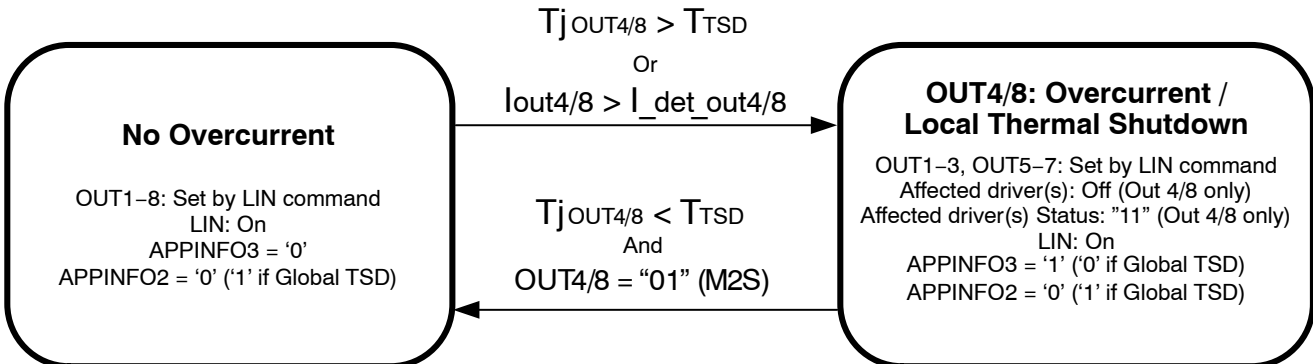 Tj OUT4/8 > TTSD
Or
Iout4/8 > I_det_out4/8
No Overcurrent
OUT1−8: Set by LIN command
LIN: On
APPINFO3 = ‘0’
APPINFO2 = ‘0’ (‘1’ if Global TSD)
Tj OUT4/8 < TTSD
And
OUT4/8 = “01” (M2S)
OUT4/8: Overcurrent /
Local Thermal Shutdown
OUT1−3, OUT5−7: Set by LIN command
Affected driver(s): Off (Out 4/8 only)
Affected driver(s) Status: ”11” (Out 4/8 only)
LIN: On
APPINFO3 = ‘1’ (‘0’ if Global TSD)
APPINFO2 = ‘0’ (‘1’ if Global TSD)